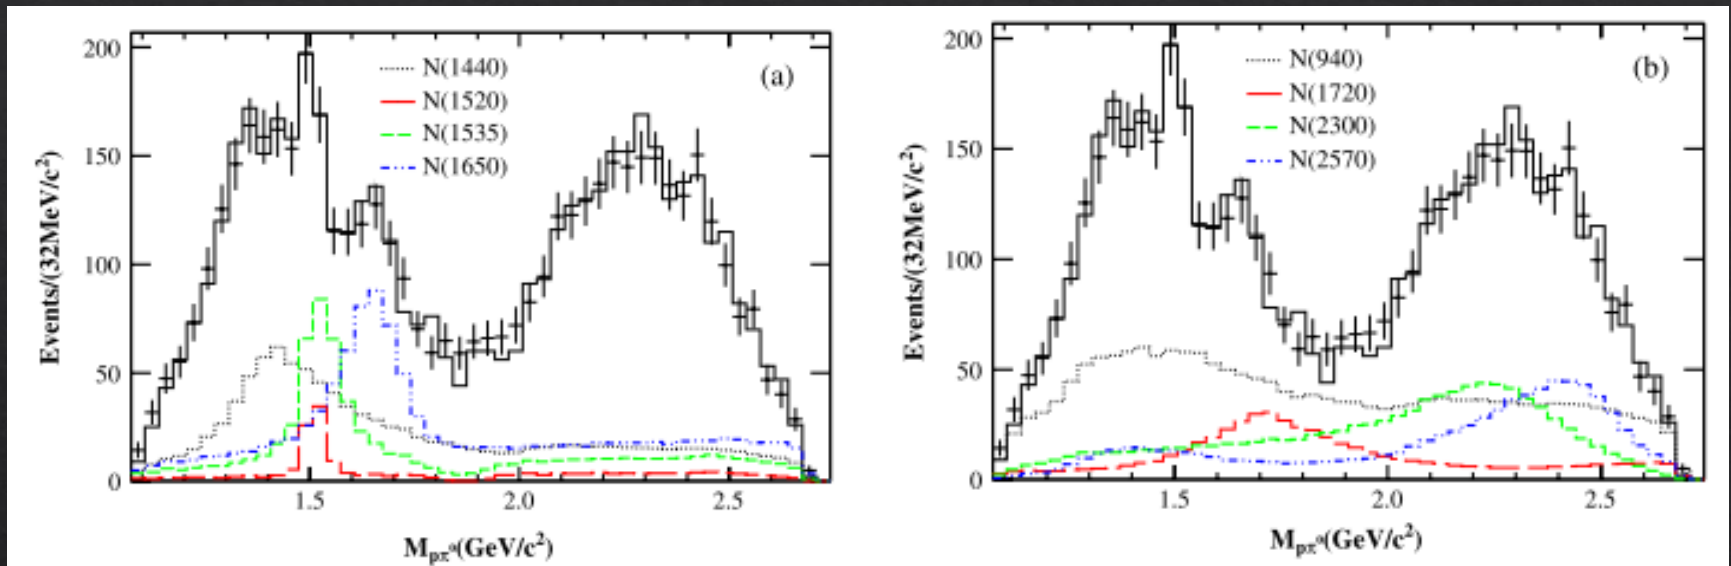 200
150
100
50
0
1.5
2.0
2.5
Events/(32MeV/c²)
M_pπ⁰(GeV/c²)
N(1440)
N(1520)
N(1535)
N(1650)
(a)
200
150
100
50
0
1.5
2.0
2.5
Events/(32MeV/c²)
M_pπ⁰(GeV/c²)
N(940)
N(1720)
N(2300)
N(2570)
(b)